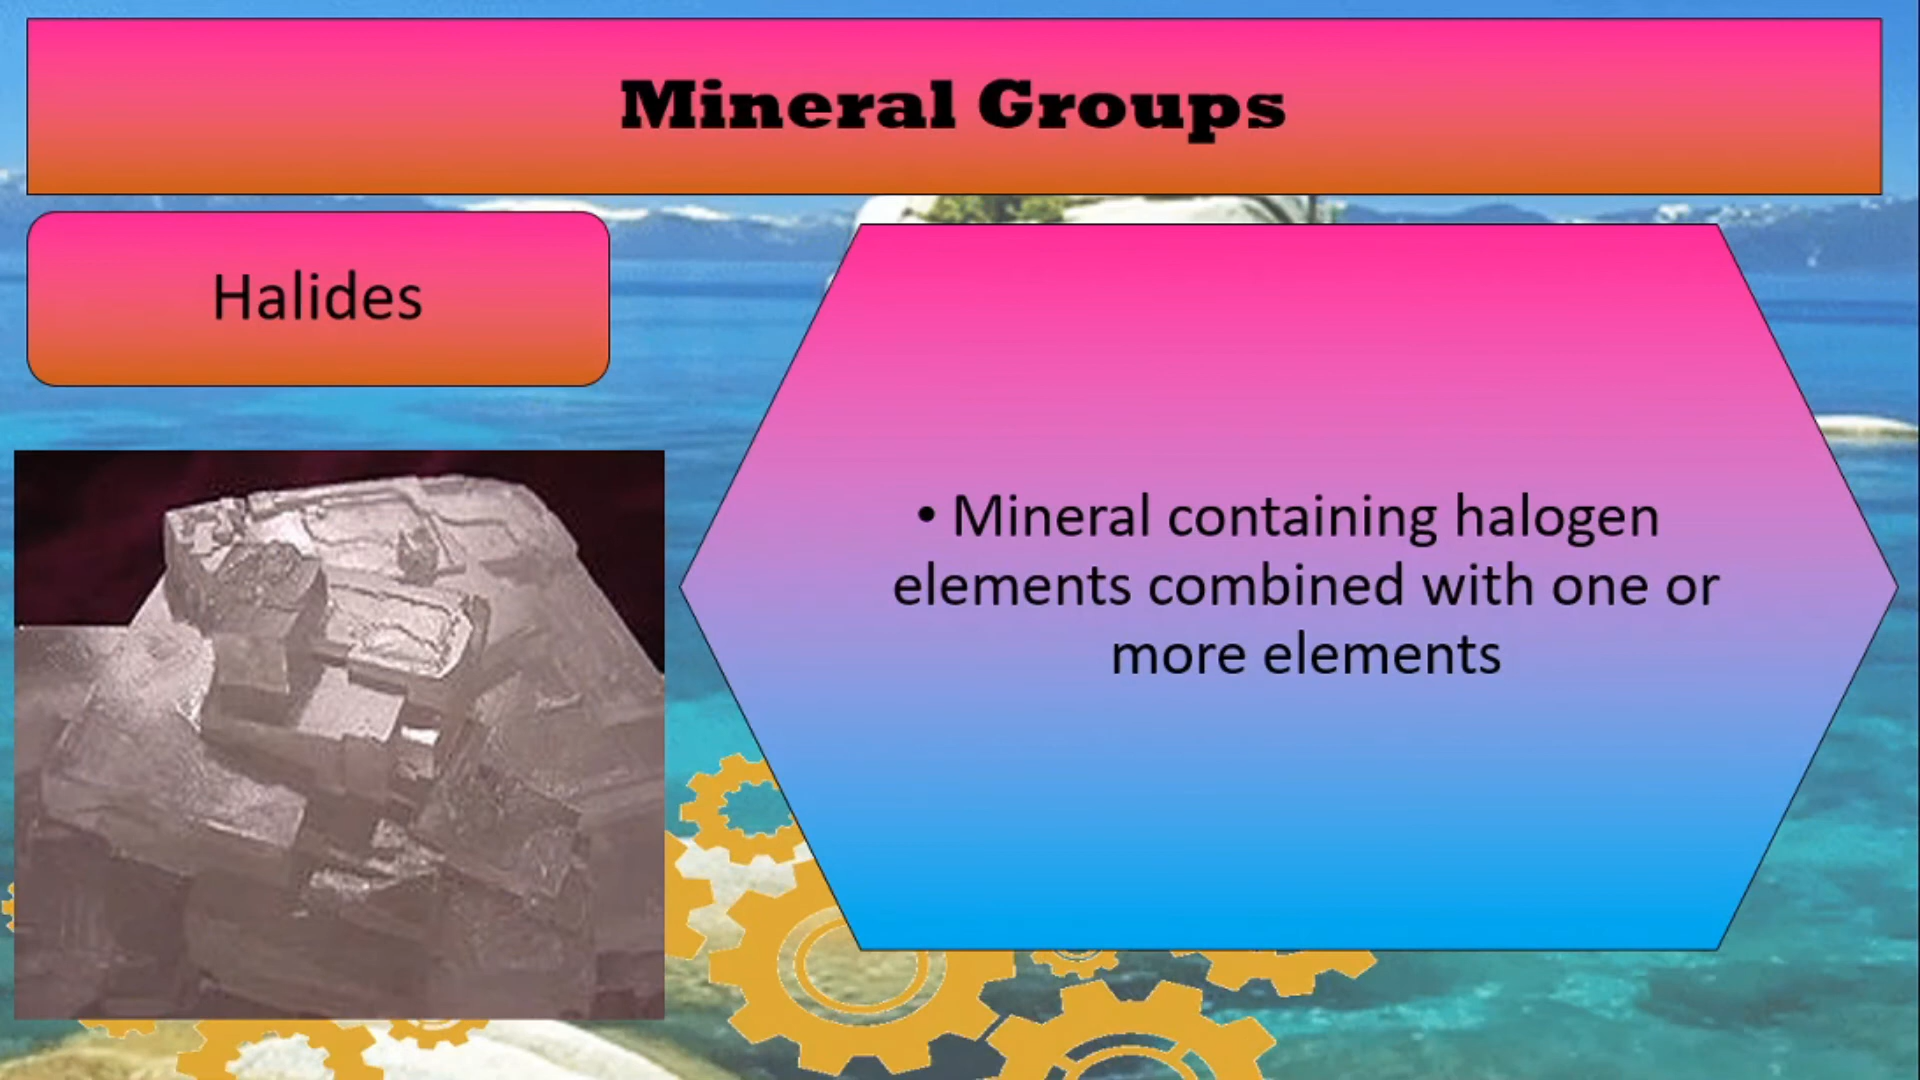 Mineral Groups
Halides
• Mineral containing halogen
elements combined with one or
more elements